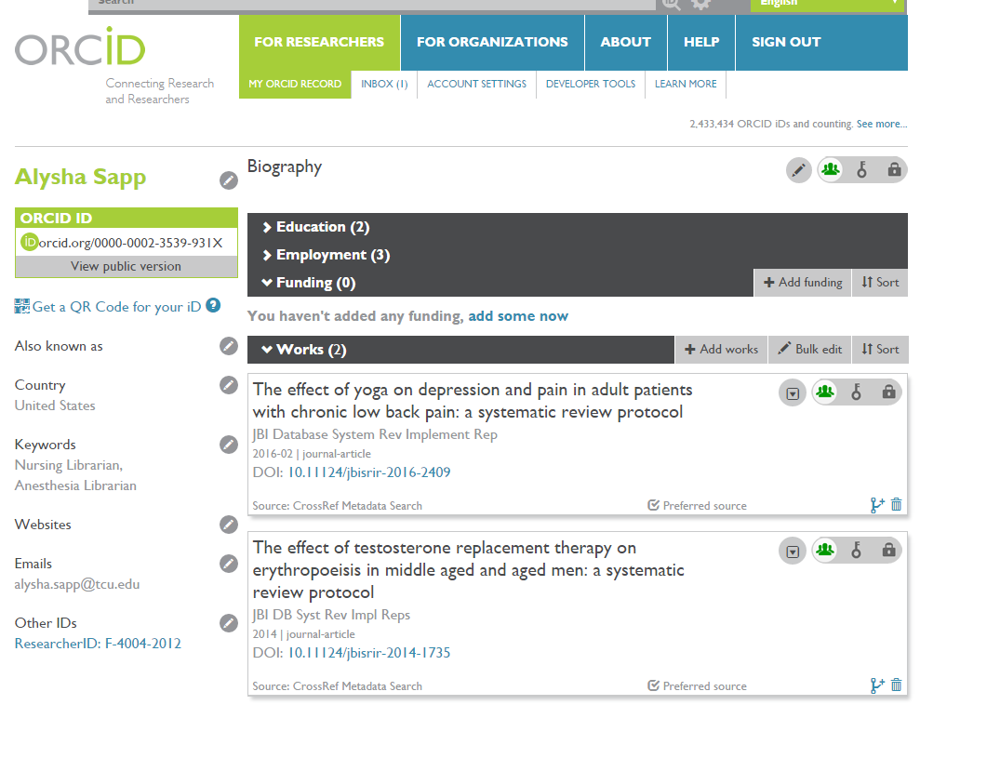 Search
English
ORCID
Connecting Research
and Researchers
FOR RESEARCHERS
FOR ORGANIZATIONS
ABOUT
HELP
SIGN OUT
MY ORCID RECORD
INBOX (1)
ACCOUNT SETTINGS
DEVELOPER TOOLS
LEARN MORE
2,433,434 ORCID iDs and counting. See more...
Alysha Sapp
ORCID ID
iD orcid.org/0000-0002-3539-931X
View public version
Get a QR Code for your iD ?
Also known as
Country
United States
Keywords
Nursing Librarian,
Anesthesia Librarian
Websites
Emails
alysha.sapp@tcu.edu
Other IDs
ResearcherID: F-4004-2012
Biography
Education (2)
Employment (3)
Funding (0)
Add funding
Sort
You haven't added any funding, add some now
Works (2)
Add works
Bulk edit
Sort
The effect of yoga on depression and pain in adult patients
with chronic low back pain: a systematic review protocol
JBI Database System Rev Implement Rep
2016-02 | journal-article
DOI: 10.11124/jbisrir-2016-2409
Source: CrossRef Metadata Search
Preferred source
The effect of testosterone replacement therapy on
erythropoeisis in middle aged and aged men: a systematic
review protocol
JBI DB Syst Rev Impl Reps
2014 | journal-article
DOI: 10.11124/jbisrir-2014-1735
Source: CrossRef Metadata Search
Preferred source